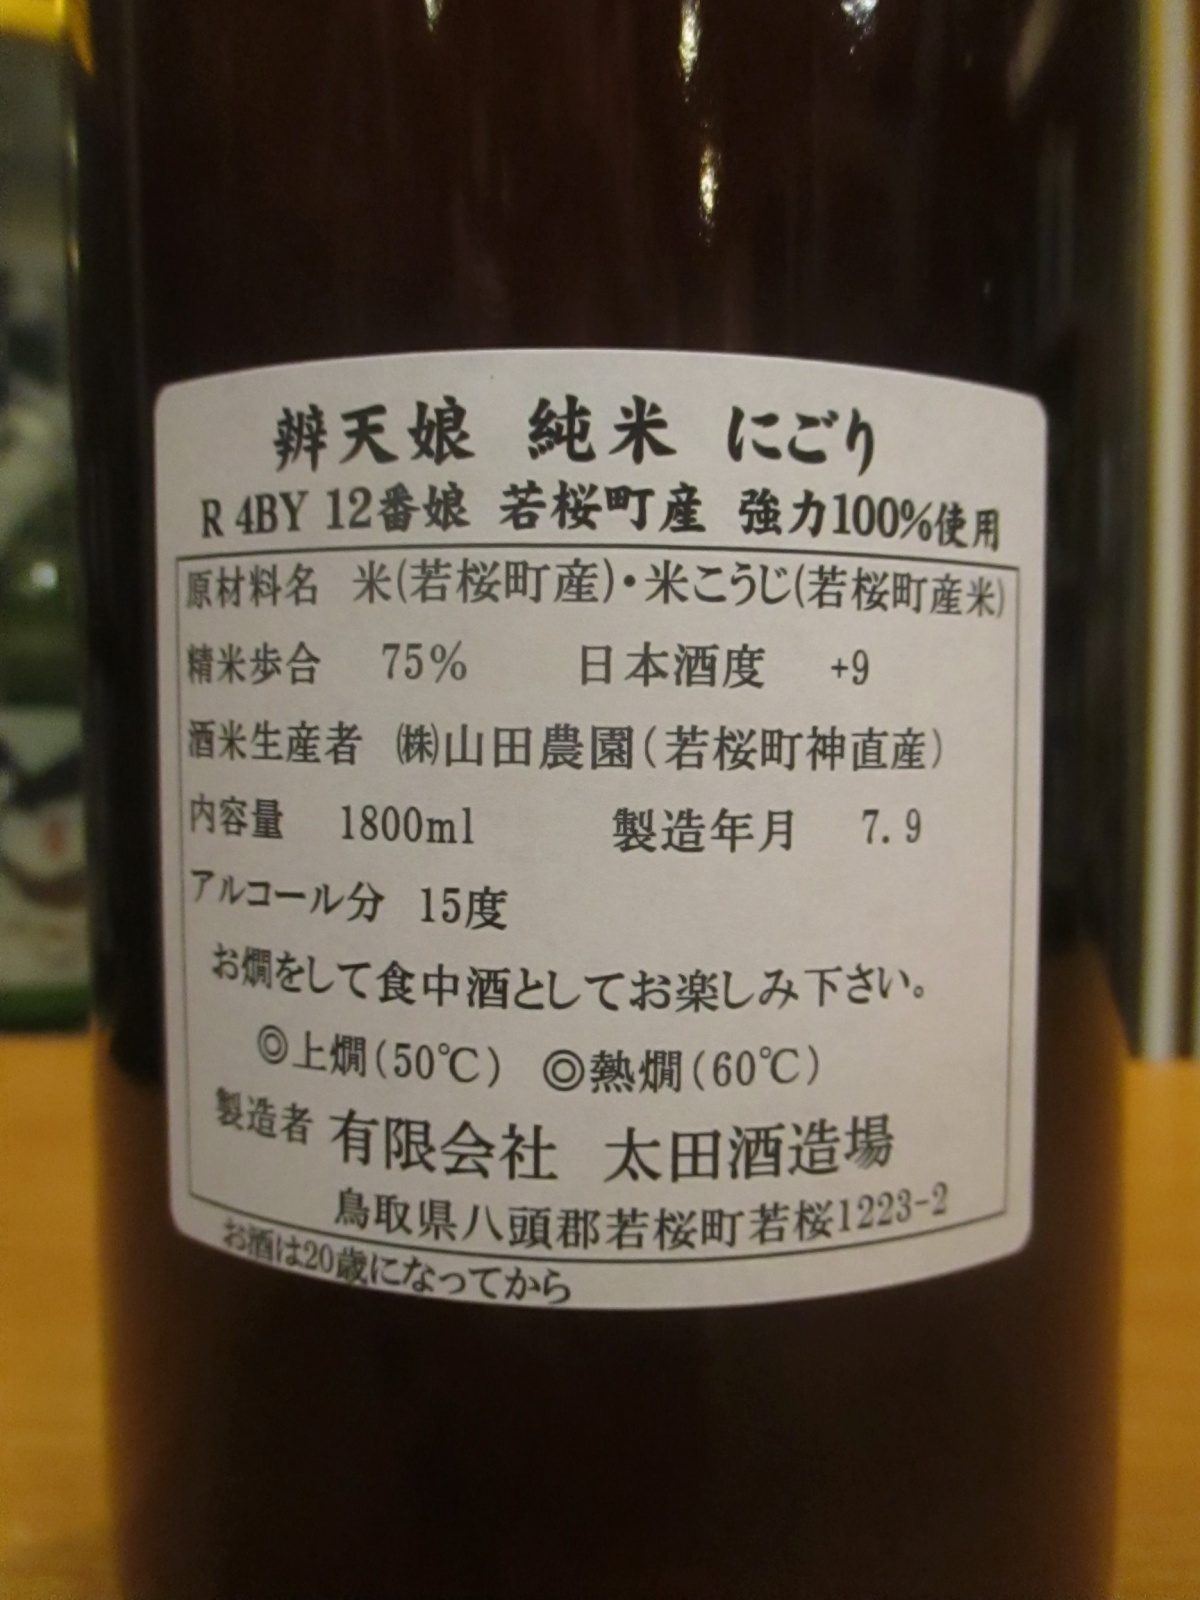 辨天娘 純米 にごり
R 4BY 12番娘 若桜町産 強力100%使用
原材料名 米(若桜町産)・米こうじ(若桜町産米)
精米歩合 75% 日本酒度 +9
酒米生産者 ㈱山田農園(若桜町神直産)
内容量 1800ml 製造年月 7.9
アルコール分 15度
お燗をして食中酒としてお楽しみ下さい。
◎上燗(50℃) ◎熱燗(60℃)
製造者 有限会社 太田酒造場
鳥取県八頭郡若桜町若桜1223-2
お酒は20歳になってから